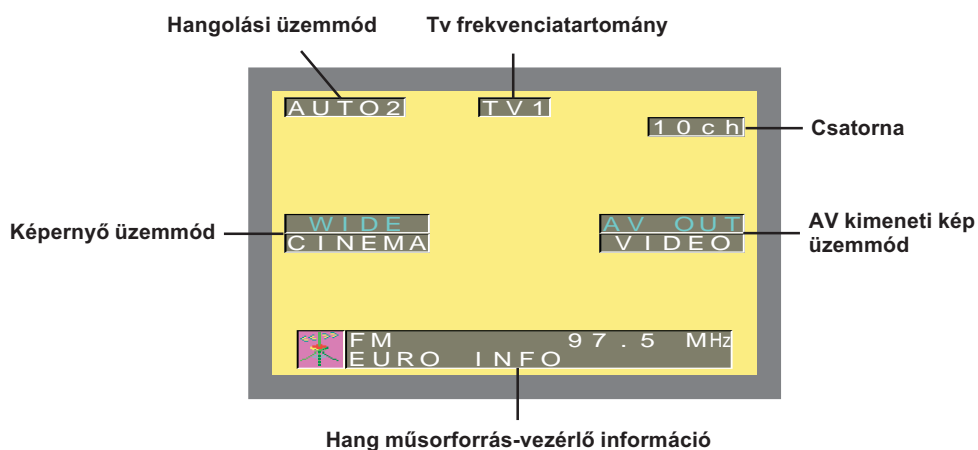 Hangolási üzemmód
Tv frekvenciatartomány
AUTO2
TV1
10ch
Csatorna
Képernyő üzemmód
WIDE
CINEMA
AV OUT
VIDEO
AV kimeneti kép
üzemmód
FM 97.5 MHz
EURO INFO
Hang műsorforrás-vezérlő információ